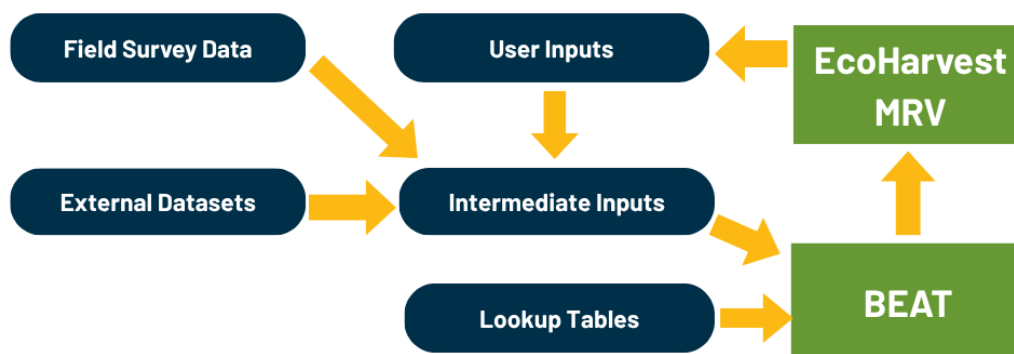 Field Survey Data
User Inputs
EcoHarvest
MRV
External Datasets
Intermediate Inputs
Lookup Tables
BEAT